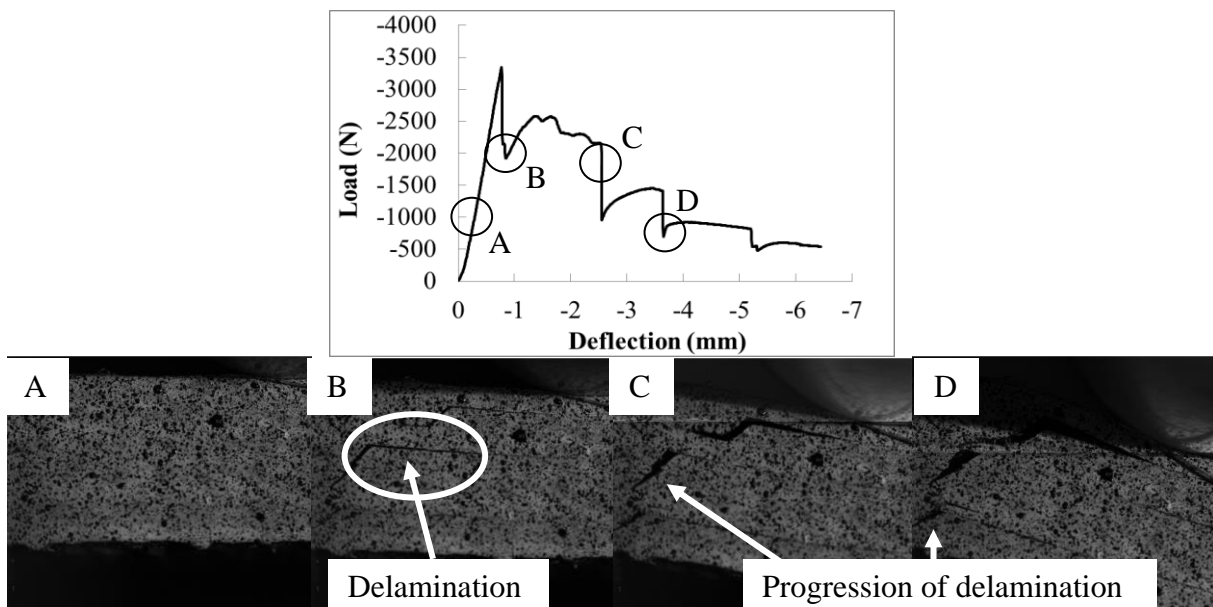 -4000
-3500
-3000
-2500
-2000
-1500
-1000
-500
0
Load (N)
A
B
C
D
0 -1 -2 -3 -4 -5 -6 -7
Deflection (mm)
A B C D
Delamination Progression of delamination